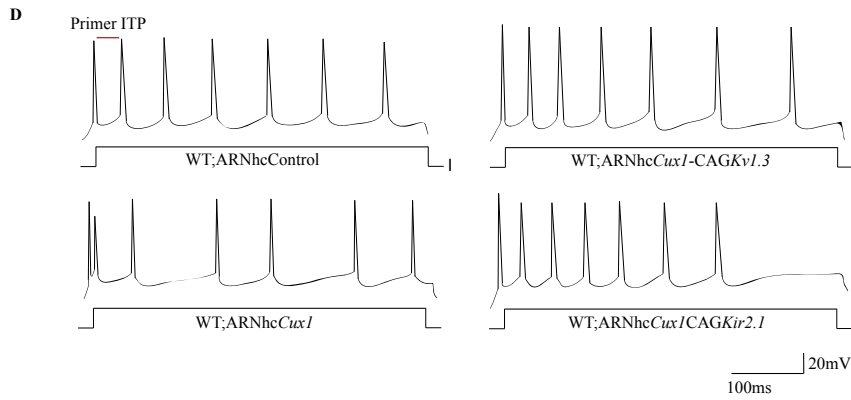 D
Primer ITP
WT;ARNhcControl
WT;ARNhcCux1-CAGKv1.3
WT;ARNhcCux1
WT;ARNhcCux1CAGKir2.1
20mV
100ms